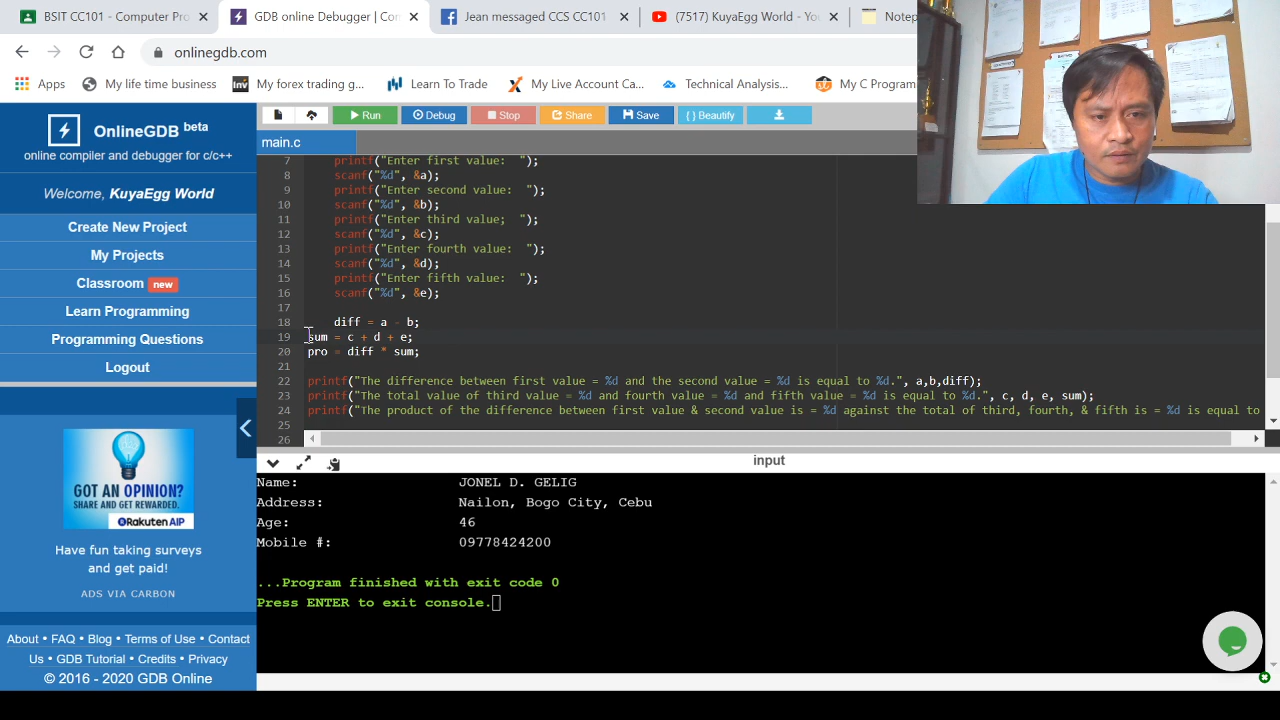 BSIT CC101 - Computer Pro
GDB online Debugger | Com
Jean messaged CCS CC101
(7517) KuyaEgg World - Yo
Notep
onlinegdb.com
Apps
My life time business
My forex trading g...
Learn To Trade
My Live Account Ca...
Technical Analysis...
My C Program
OnlineGDB beta
online compiler and debugger for c/c++
Welcome, KuyaEgg World
Create New Project
My Projects
Classroom new
Learn Programming
Programming Questions
Logout
GOT AN OPINION?
SHARE AND GET REWARDED.
Rakuten AIP
Have fun taking surveys
and get paid!
ADS VIA CARBON
About • FAQ • Blog • Terms of Use • Contact
Us • GDB Tutorial • Credits • Privacy
© 2016 - 2020 GDB Online
Run
Debug
Stop
Share
Save
{ } Beautify
main.c
7 printf("Enter first value:  ");
8 scanf("%d", &a);
9 printf("Enter second value:  ");
10 scanf("%d", &b);
11 printf("Enter third value;  ");
12 scanf("%d", &c);
13 printf("Enter fourth value:  ");
14 scanf("%d", &d);
15 printf("Enter fifth value:  ");
16 scanf("%d", &e);
17
18 diff = a - b;
19 sum = c + d + e;
20 pro = diff * sum;
21
22 printf("The difference between first value = %d and the second value = %d is equal to %d.", a,b,diff);
23 printf("The total value of third value = %d and fourth value = %d and fifth value = %d is equal to %d.", c, d, e, sum);
24 printf("The product of the difference between first value & second value is = %d against the total of third, fourth, & fifth is = %d is equal to
25
26
input
Name: JONEL D. GELIG
Address: Nailon, Bogo City, Cebu
Age: 46
Mobile #: 09778424200
...Program finished with exit code 0
Press ENTER to exit console.